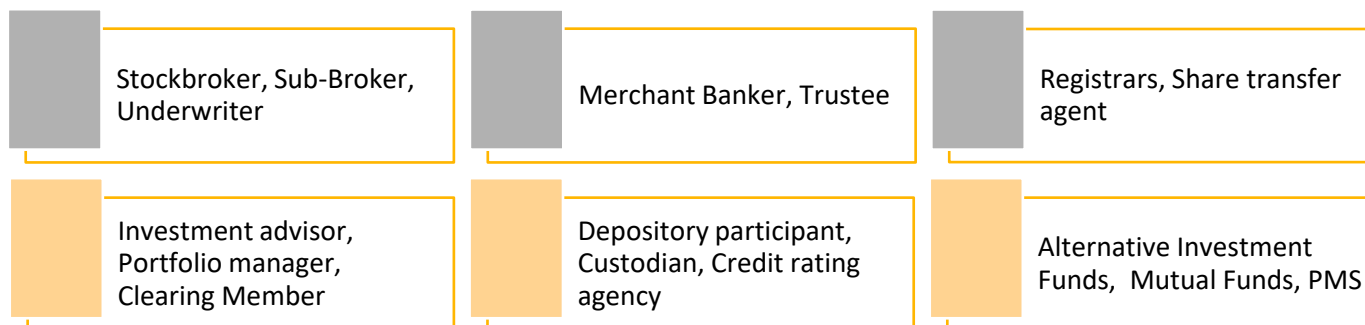 Stockbroker, Sub-Broker,
Underwriter
Merchant Banker, Trustee
Registrars, Share transfer
agent
Investment advisor,
Portfolio manager,
Clearing Member
Depository participant,
Custodian, Credit rating
agency
Alternative Investment
Funds,  Mutual Funds, PMS